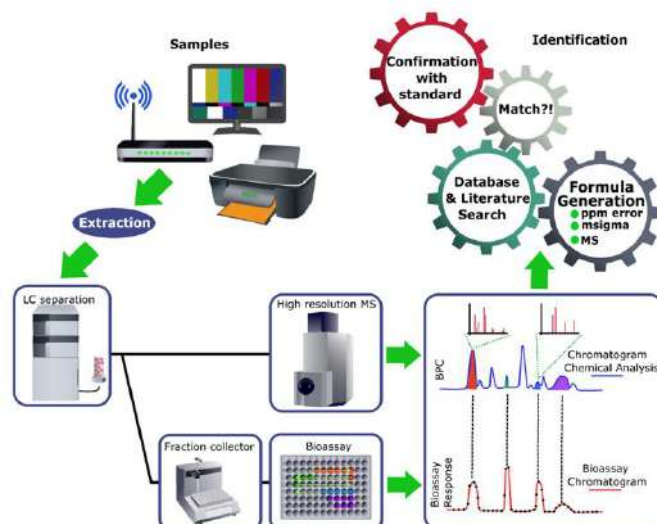 Samples
Identification
Confirmation
with
standard
Match?!
Database
& Literature
Search
Formula
Generation
ppm error
msigma
MS
Extraction
LC separation
High resolution MS
Fraction collector
Bioassay
BPC
Chromatogram
Chemical Analysis
Bioassay
Response
Bioassay
Chromatogram